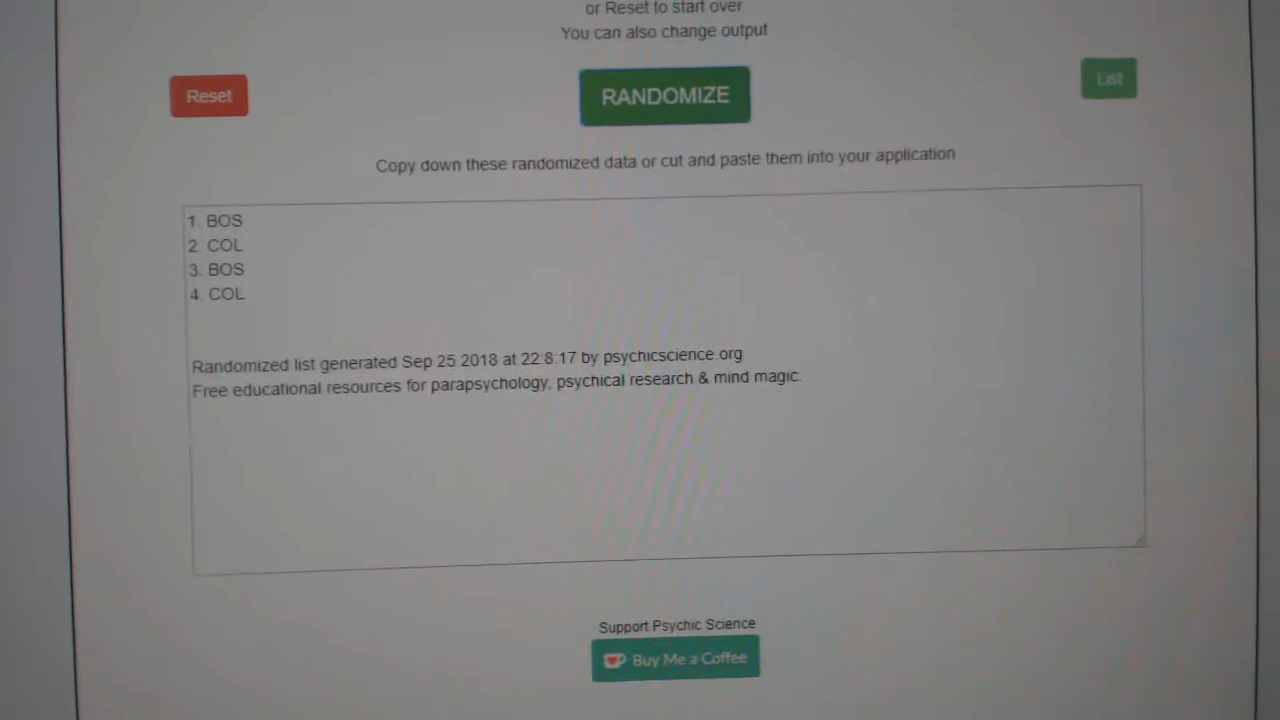 or Reset to start over
You can also change output
Reset
RANDOMIZE
List
Copy down these randomized data or cut and paste them into your application
1. BOS
2. COL
3. BOS
4. COL
Randomized list generated Sep 25 2018 at 22:8:17 by psychicscience.org
Free educational resources for parapsychology, psychical research & mind magic.
Support Psychic Science
Buy Me a Coffee